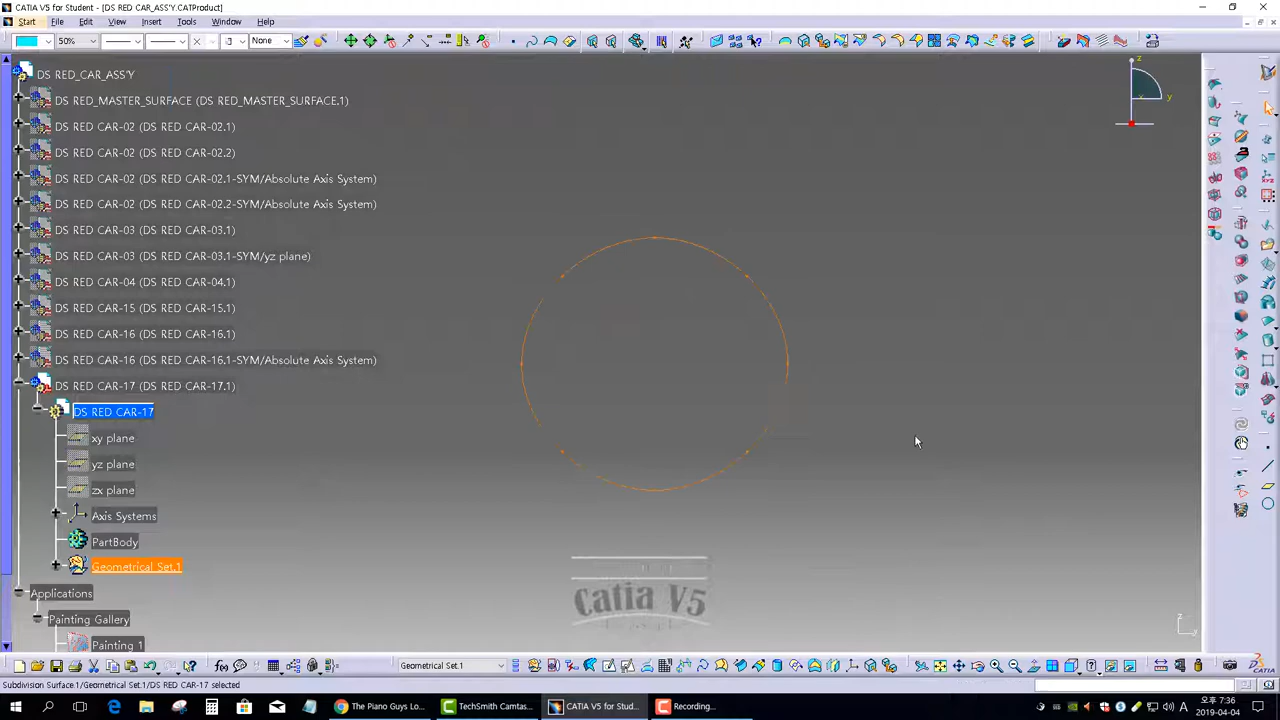 CATIA V5 for Student - [DS RED CAR_ASS'Y.CATProduct]
Start File Edit View Insert Tools Window Help
50% None
DS RED_CAR_ASS'Y
DS RED_MASTER_SURFACE (DS RED_MASTER_SURFACE.1)
DS RED CAR-02 (DS RED CAR-02.1)
DS RED CAR-02 (DS RED CAR-02.2)
DS RED CAR-02 (DS RED CAR-02.1-SYM/Absolute Axis System)
DS RED CAR-02 (DS RED CAR-02.2-SYM/Absolute Axis System)
DS RED CAR-03 (DS RED CAR-03.1)
DS RED CAR-03 (DS RED CAR-03.1-SYM/yz plane)
DS RED CAR-04 (DS RED CAR-04.1)
DS RED CAR-15 (DS RED CAR-15.1)
DS RED CAR-16 (DS RED CAR-16.1)
DS RED CAR-16 (DS RED CAR-16.1-SYM/Absolute Axis System)
DS RED CAR-17 (DS RED CAR-17.1)
DS RED CAR-17
xy plane
yz plane
zx plane
Axis Systems
PartBody
Geometrical Set.1
Applications
Painting Gallery
Painting 1
z
x y
Catia V5
z
x
Geometrical Set.1
Subdivision Surface 1/Geometrical Set.1/DS RED CAR-17 selected
The Piano Guys Lo...
TechSmith Camtas...
CATIA V5 for Stud...
Recording...
A
오후 7:36
2019-04-04